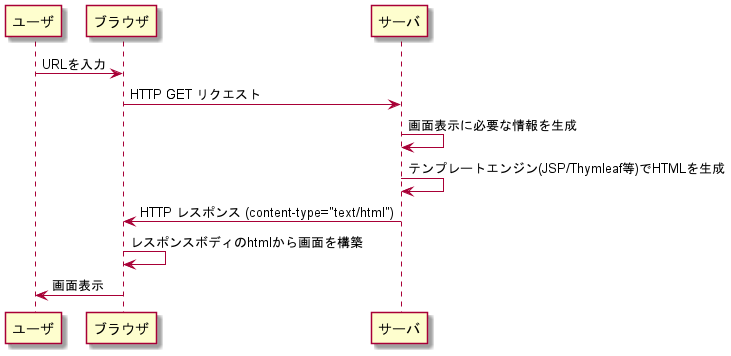 ユーザ
ブラウザ
サーバ
URLを入力
HTTP GET リクエスト
画面表示に必要な情報を生成
テンプレートエンジン(JSP/Thymleaf等)でHTMLを生成
HTTP レスポンス (content-type="text/html")
レスポンスボディのhtmlから画面を構築
画面表示
ユーザ
ブラウザ
サーバ